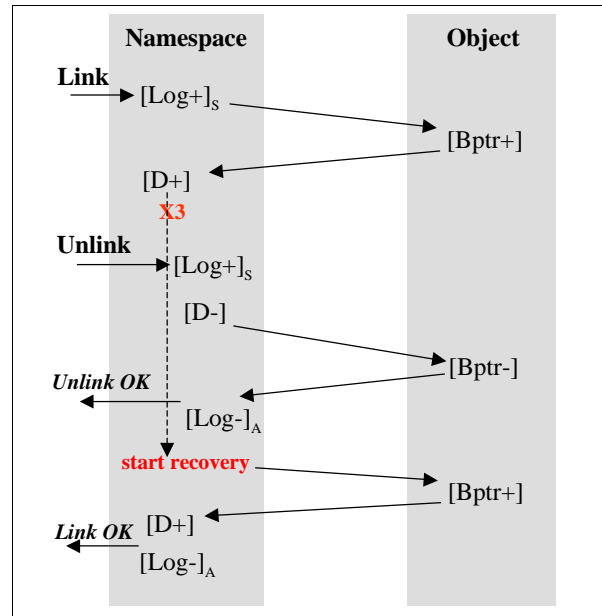 Namespace Object
Link
[Log+]S
[Bptr+]
[D+]
X3
Unlink
[Log+]S
[D-]
[Bptr-]
Unlink OK
[Log-]A
start recovery
[Bptr+]
[D+]
Link OK
[Log-]A